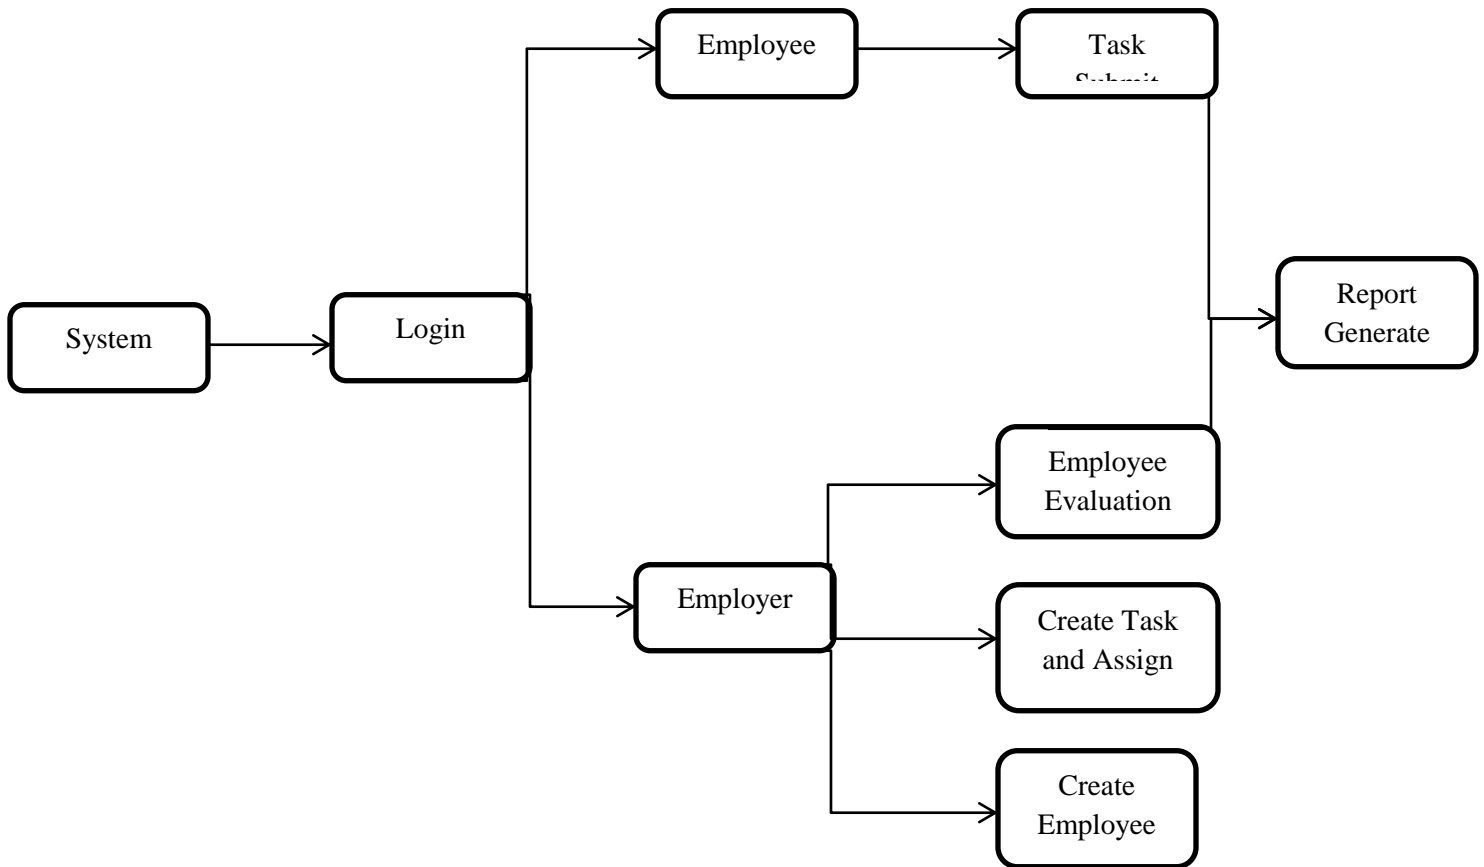 Employee
Task
System
Login
Report
Generate
Employee
Evaluation
Employer
Create Task
and Assign
Create
Employee